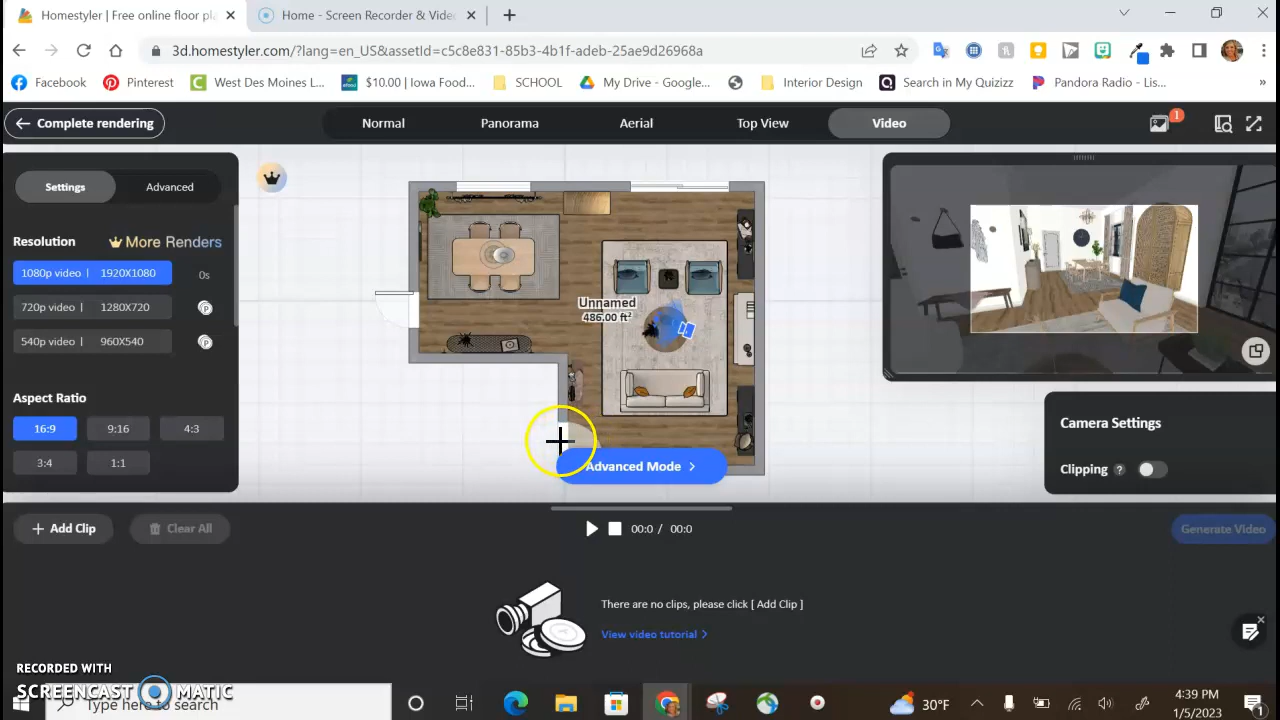 Homestyler | Free online floor pla
Home - Screen Recorder & Video
3d.homestyler.com/?lang=en_US&assetId=c5c8e831-85b3-4b1f-adeb-25ae9d26968a
Facebook
Pinterest
West Des Moines L...
$10.00 | Iowa Food...
SCHOOL
My Drive - Google...
Interior Design
Search in My Quizizz
Pandora Radio - Lis...
»
Complete rendering
Normal
Panorama
Aerial
Top View
Video
1
Settings
Advanced
Resolution
More Renders
1080p video | 1920X1080
0s
720p video | 1280X720
540p video | 960X540
Aspect Ratio
16:9
9:16
4:3
3:4
1:1
Unnamed
486.00 ft²
Advanced Mode >
Camera Settings
Clipping ?
+ Add Clip
Clear All
00:0 / 00:0
Generate Video
There are no clips, please click [ Add Clip ]
View video tutorial >
RECORDED WITH
SCREENCAST MATIC
Type here to search
30°F
4:39 PM
1/5/2023
1